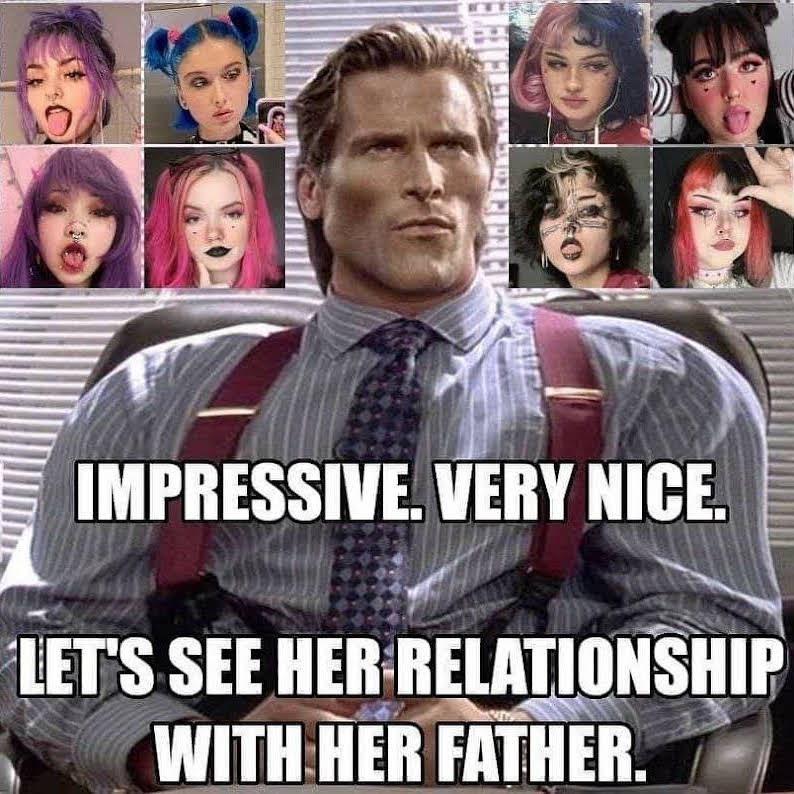 IMPRESSIVE. VERY NICE.
LET'S SEE HER RELATIONSHIP
WITH HER FATHER.